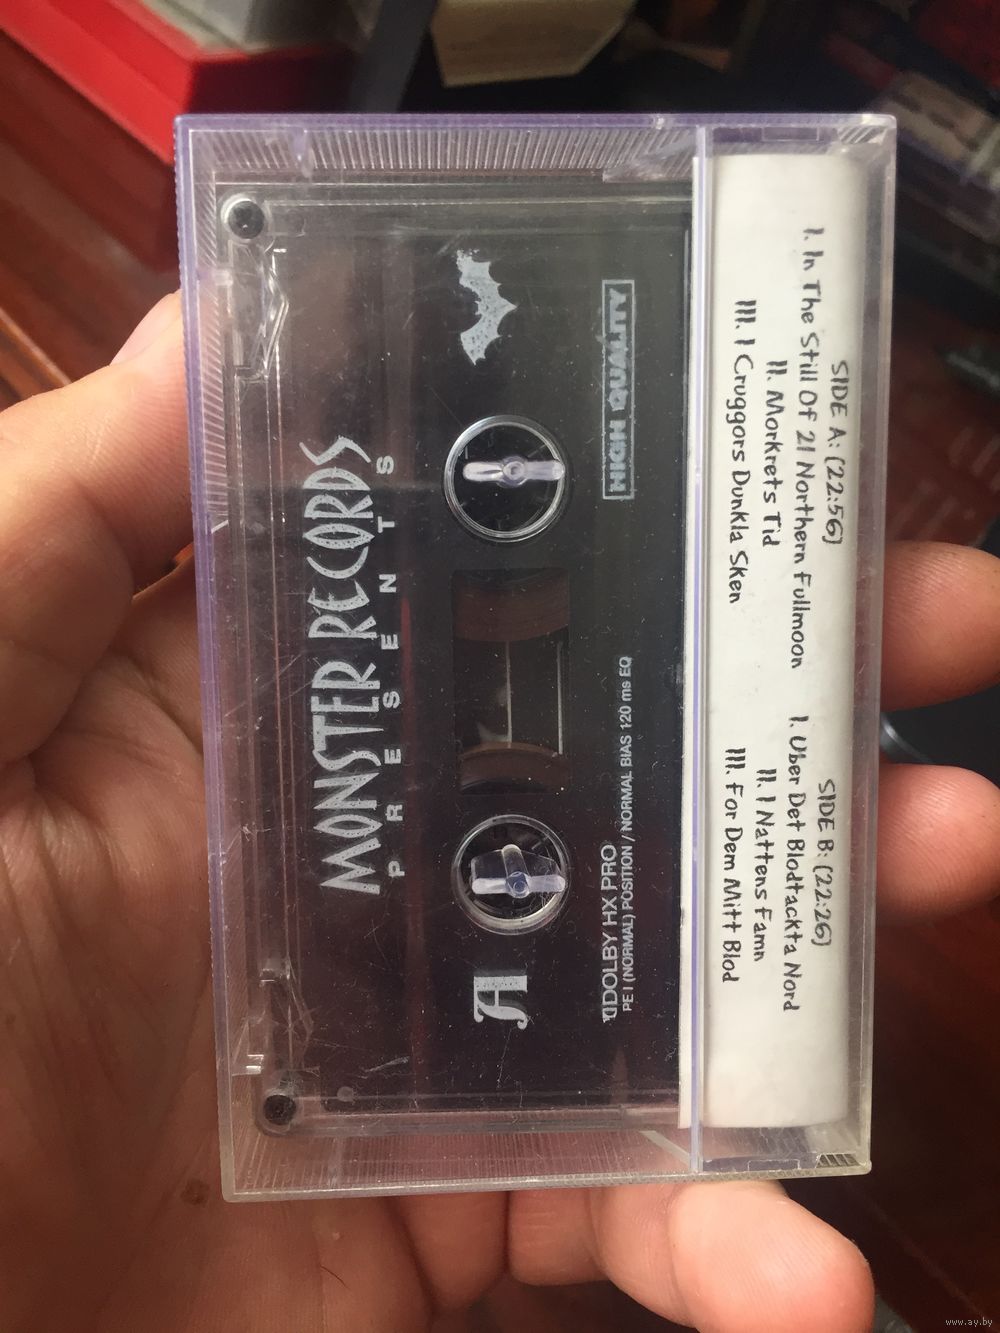 SIDE A: (22:56)
I. In The Still Of 21 Northern Fullmoon
II. Morkrets Tid
III. I Cruggors Dunkla Sken
SIDE B: (22:26)
I. Uber Det Blodtackta Nord
II. I Nattens Famn
III. For Dem Mitt Blod
HIGH QUALITY
DOLBY HX PRO
PE I (NORMAL) POSITION / NORMAL BIAS 120 ms EQ
A
MONSTER RECORDS
PRESENTS
www.ay.by